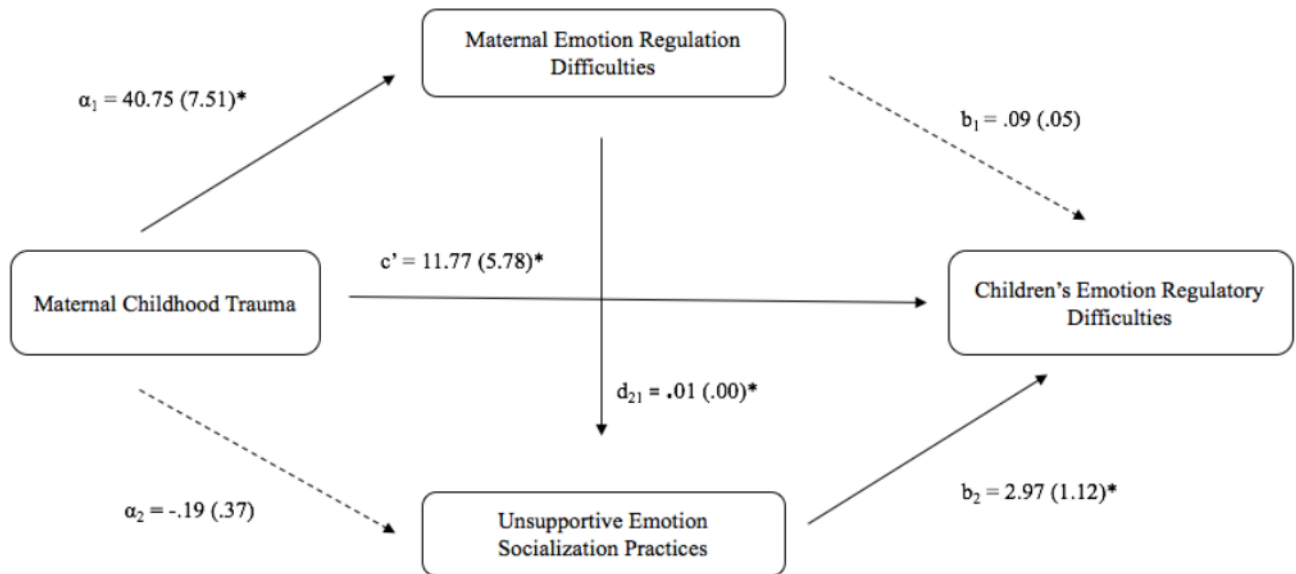 Maternal Emotion Regulation
Difficulties
α₁ = 40.75 (7.51)*
b₁ = .09 (.05)
c’ = 11.77 (5.78)*
Maternal Childhood Trauma
Children’s Emotion Regulatory
Difficulties
d₂₁ = .01 (.00)*
α₂ = -.19 (.37)
b₂ = 2.97 (1.12)*
Unsupportive Emotion
Socialization Practices